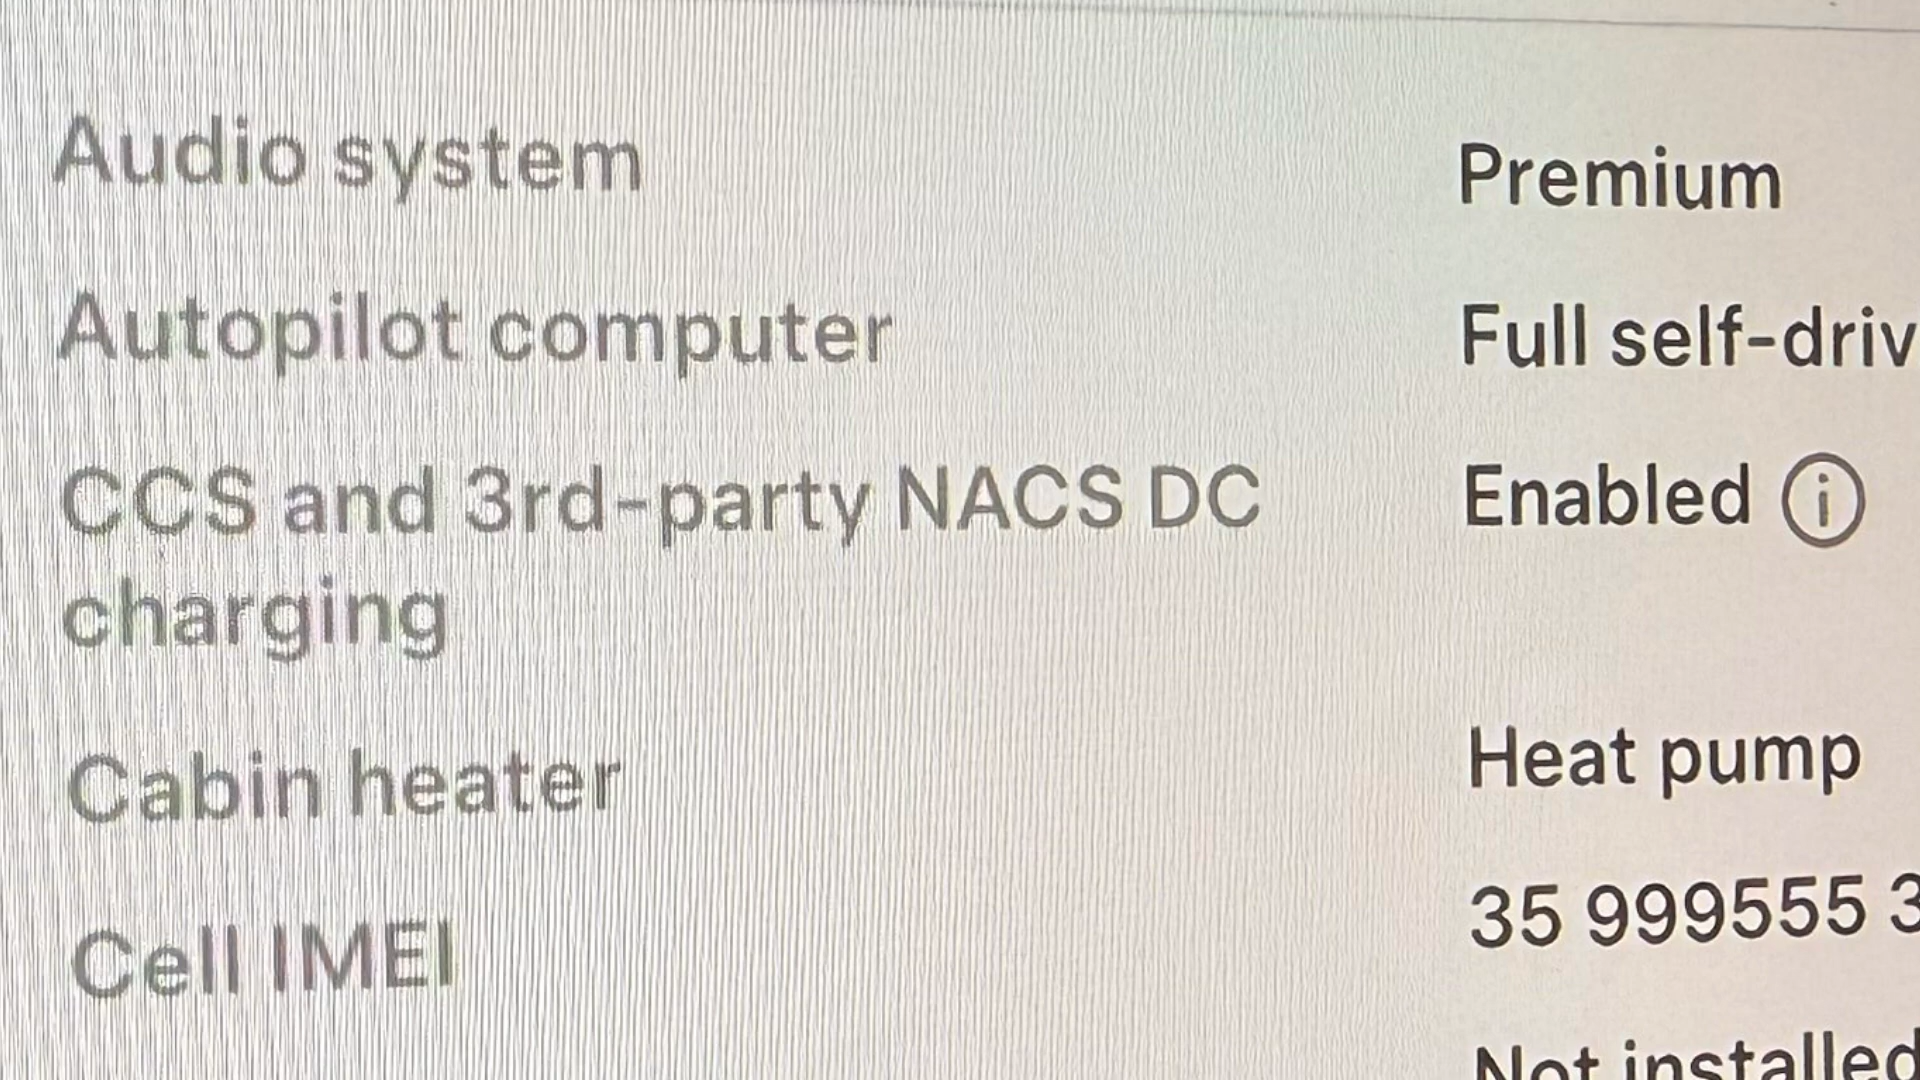 Audio system Premium
Autopilot computer Full self-driv
CCS and 3rd-party NACS DC Enabled
charging
Cabin heater Heat pump
Cell IMEI 35 999555 3
Not installed